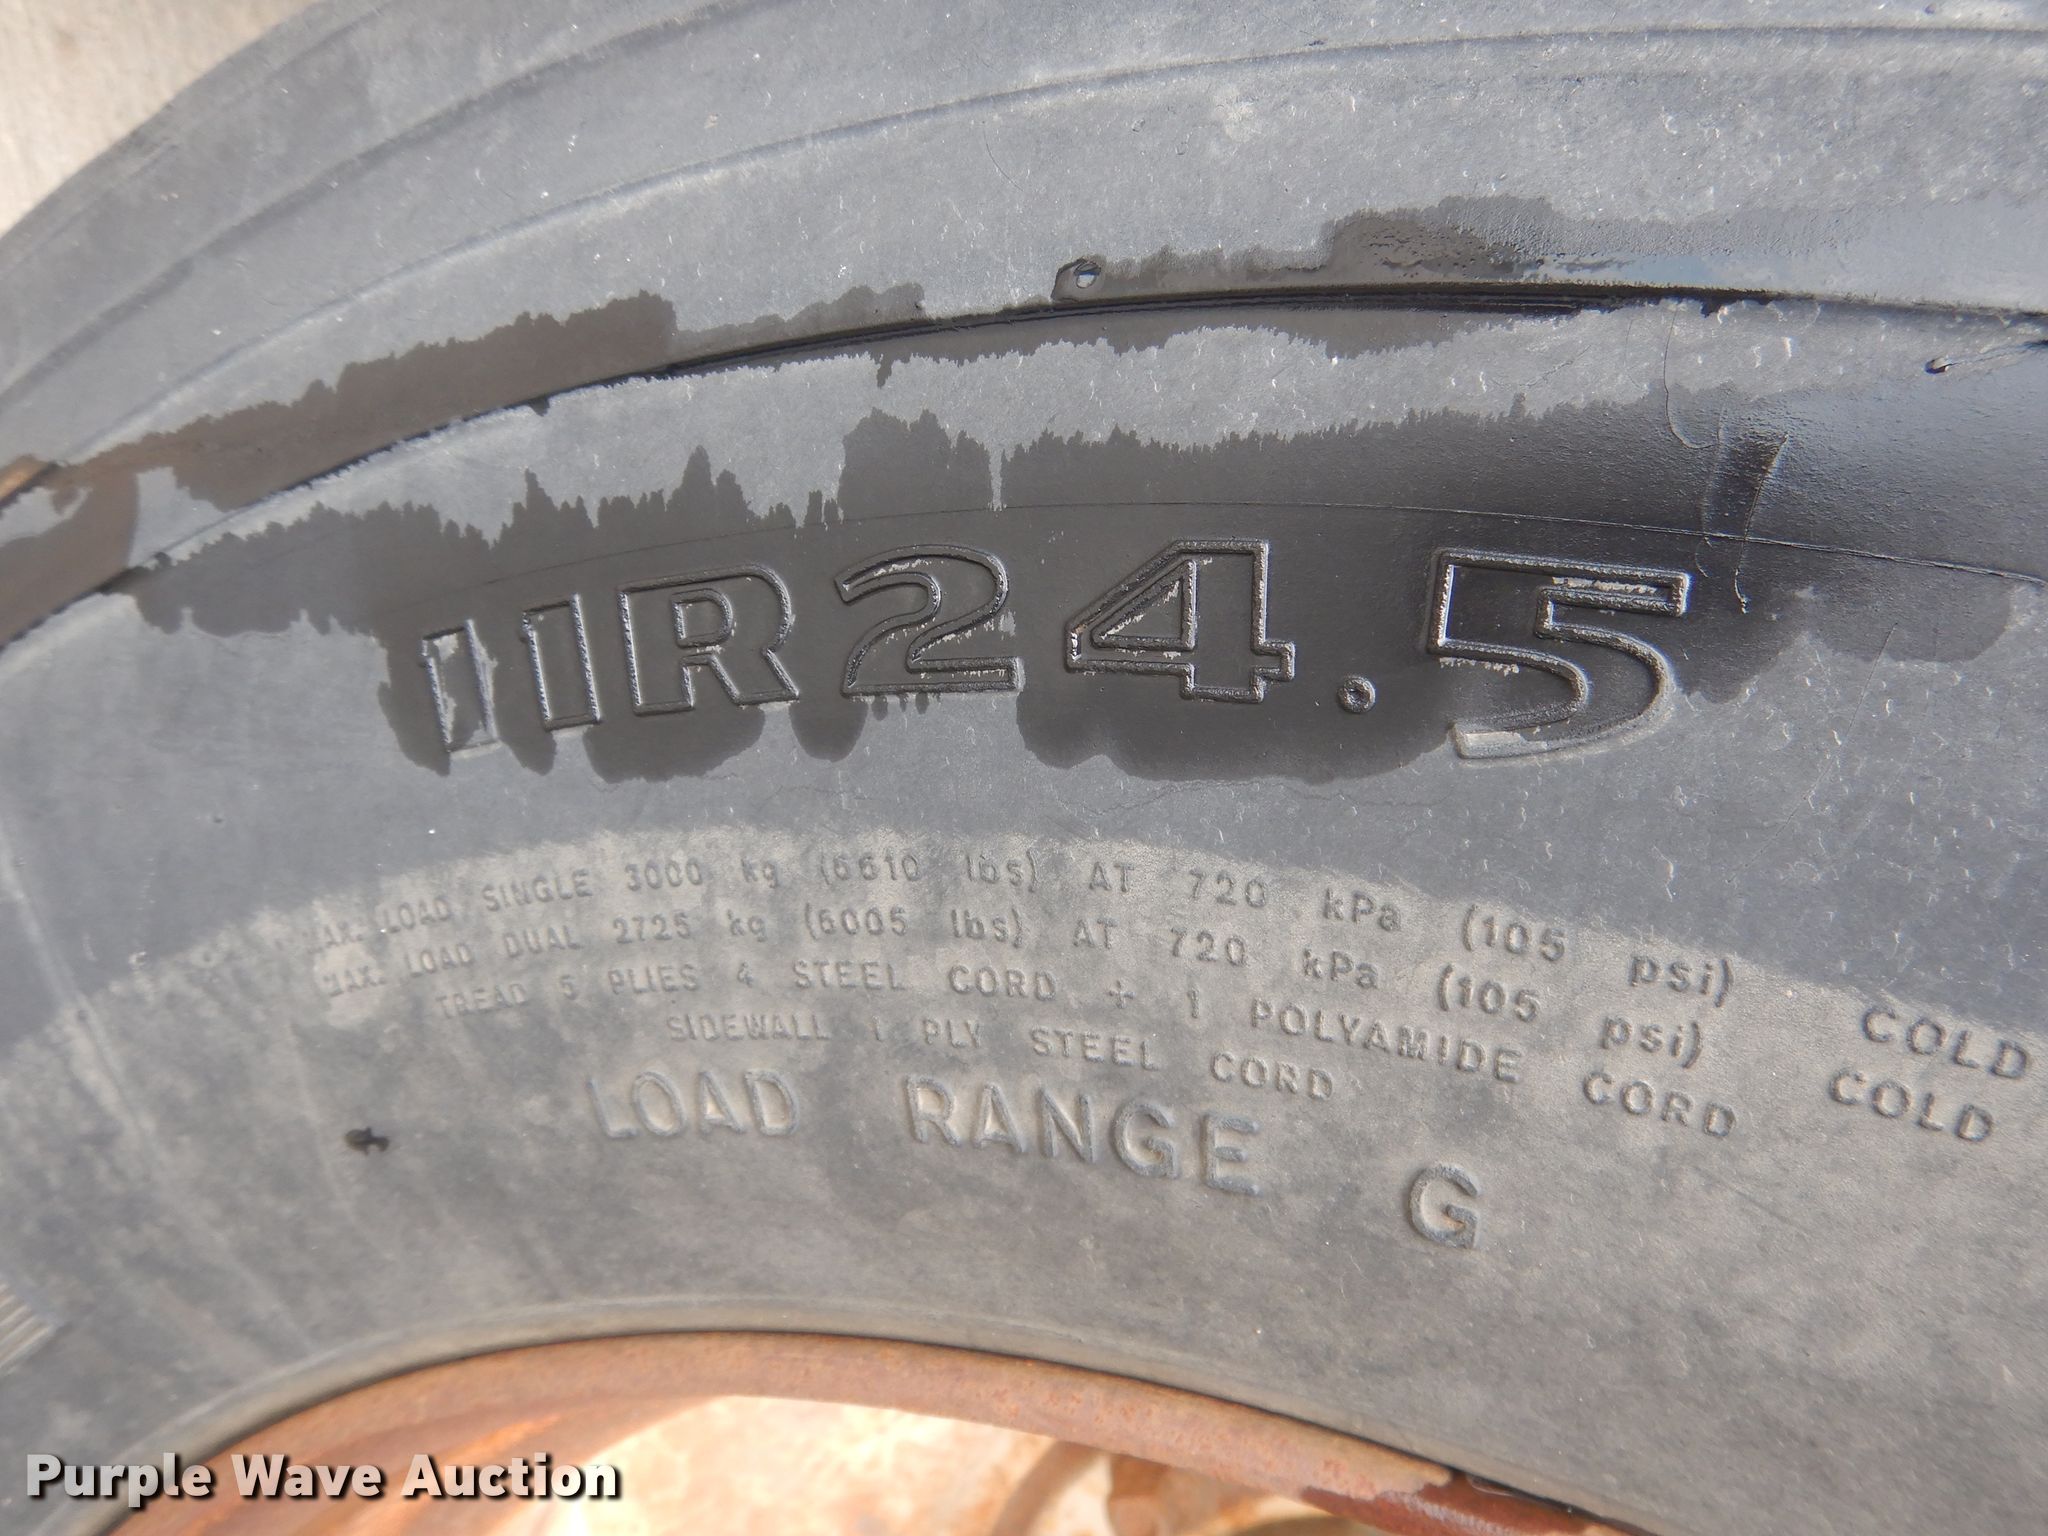 11R24.5
MAX. LOAD SINGLE 3000 kg (6610 lbs) AT 720 kPa (105 psi) COLD
MAX. LOAD DUAL 2725 kg (6005 lbs) AT 720 kPa (105 psi) COLD
TREAD 5 PLIES 4 STEEL CORD + 1 POLYAMIDE CORD
SIDEWALL 1 PLY STEEL CORD
LOAD RANGE G
Purple Wave Auction